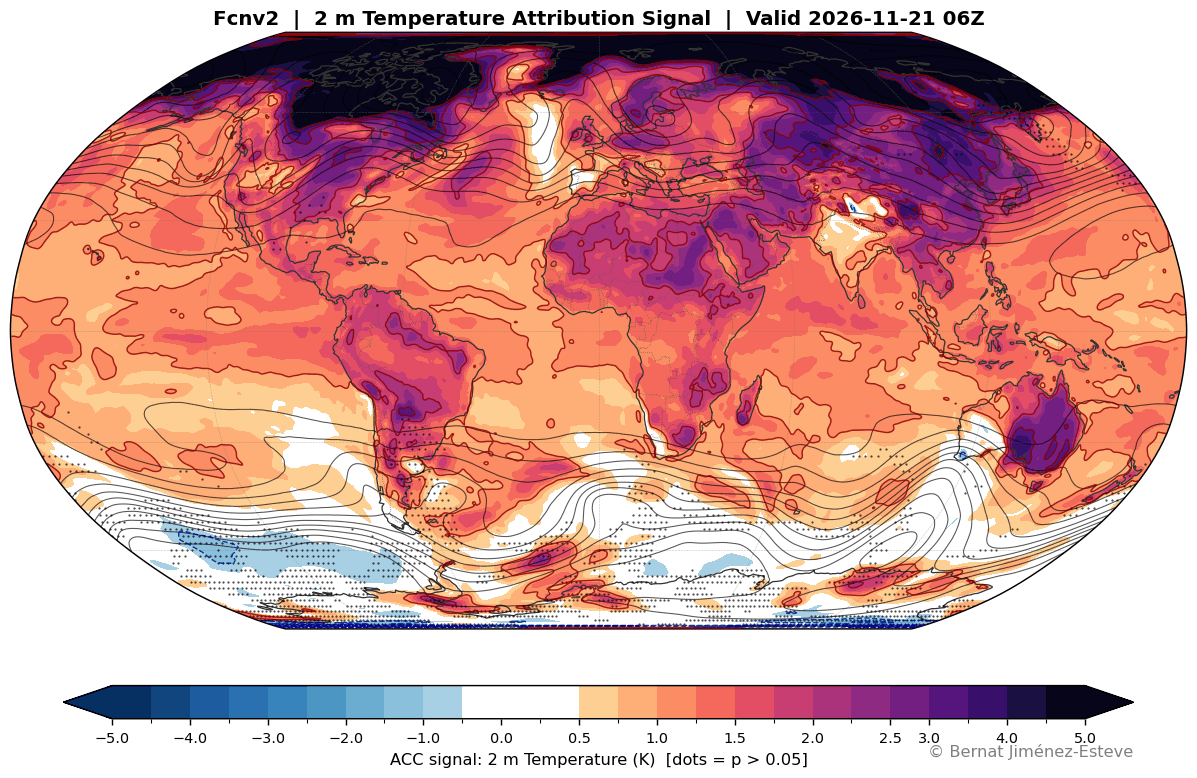 Fcnv2 | 2 m Temperature Attribution Signal | Valid 2026-11-21 06Z
−5.0 −4.0 −3.0 −2.0 −1.0 0.0 0.5 1.0 1.5 2.0 2.5 3.0 4.0 5.0
ACC signal: 2 m Temperature (K) [dots = p > 0.05]
© Bernat Jiménez-Esteve